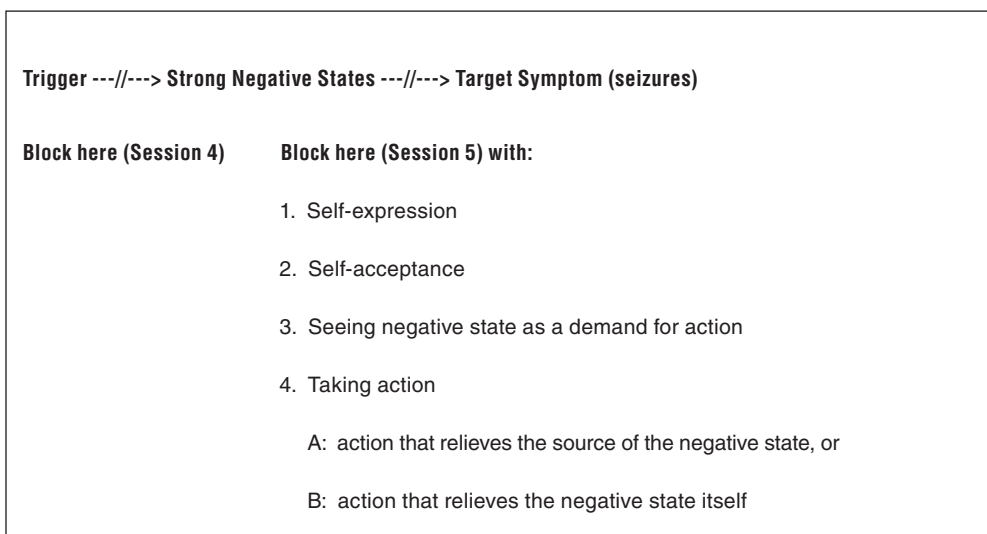 Trigger ---//---> Strong Negative States ---//---> Target Symptom (seizures)
Block here (Session 4) Block here (Session 5) with:
1. Self-expression
2. Self-acceptance
3. Seeing negative state as a demand for action
4. Taking action
A: action that relieves the source of the negative state, or
B: action that relieves the negative state itself